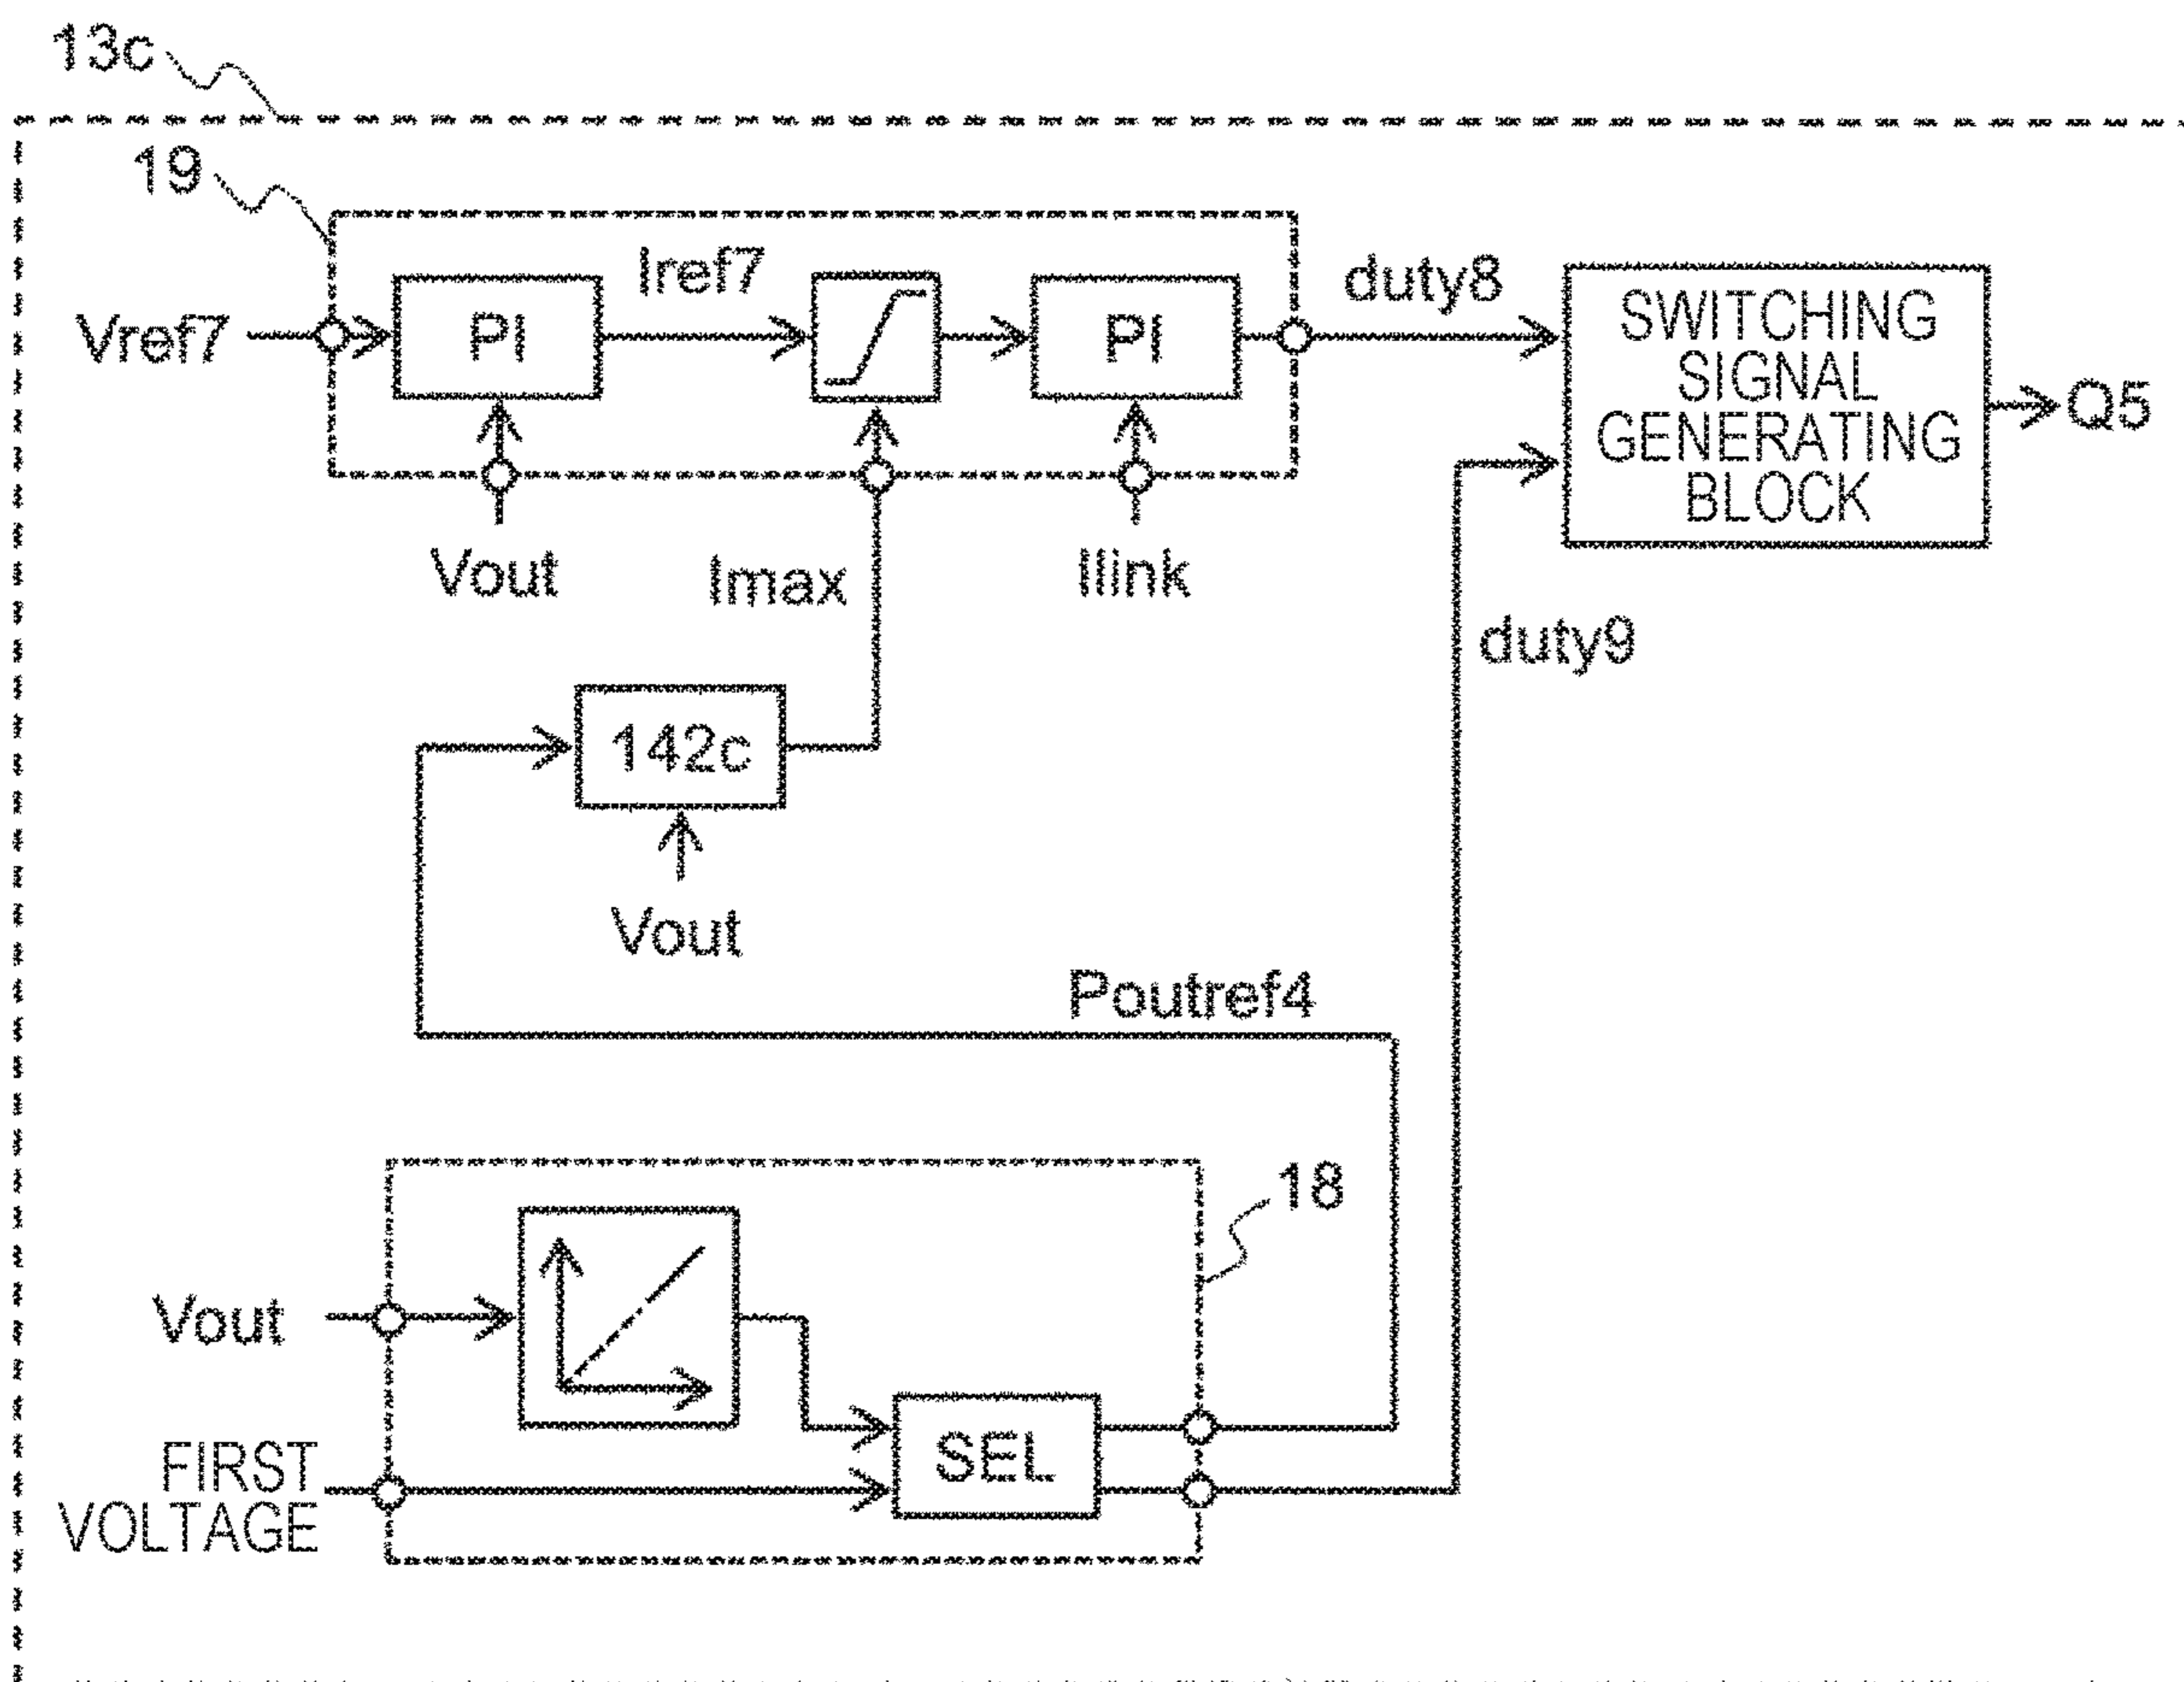 13c
19
Vref7
PI
Iref7
PI
duty8
SWITCHING
SIGNAL
GENERATING
BLOCK
Q5
Vout
Imax
Ilink
duty9
142c
Vout
Poutref4
18
Vout
FIRST
VOLTAGE
SEL